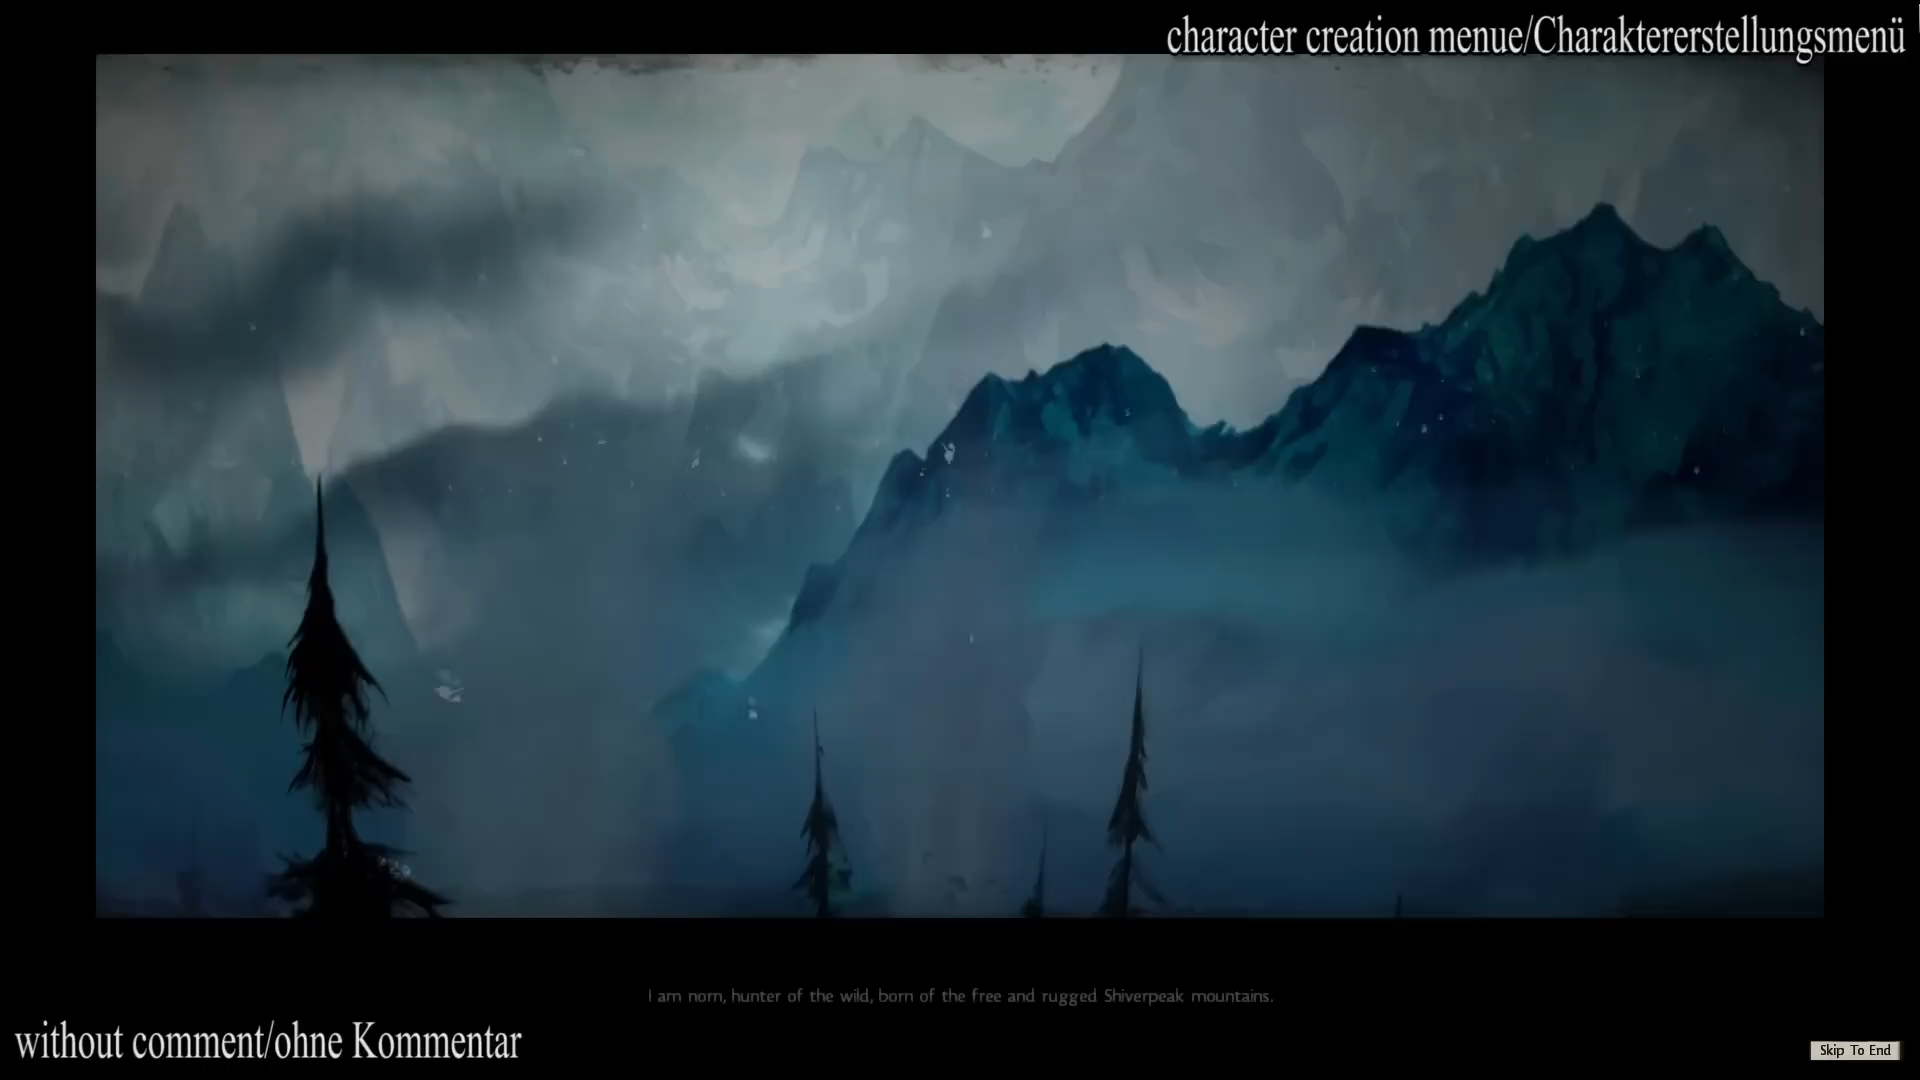 character creation menue/Charaktererstellungsmenü
I am norn, hunter of the wild, born of the free and rugged Shiverpeak mountains.
without comment/ohne Kommentar
Skip To End